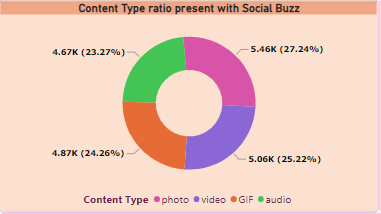 Content Type ratio present with Social Buzz
4.67K (23.27%)
5.46K (27.24%)
4.87K (24.26%)
5.06K (25.22%)
Content Type photo video GIF audio